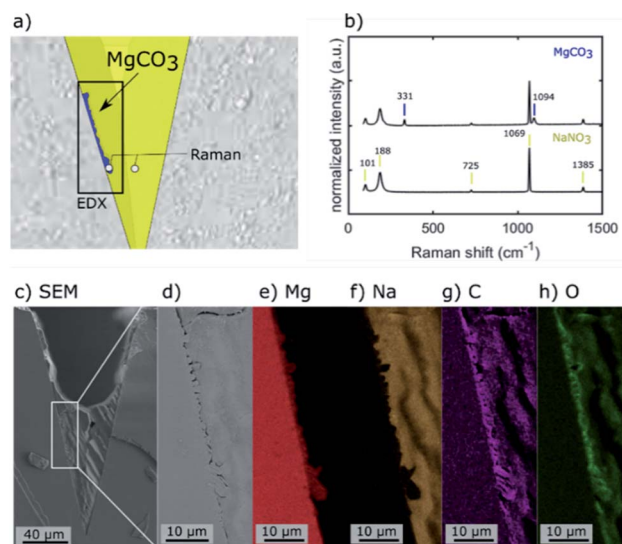 a)
MgCO3
Raman
EDX
b)
normalized intensity (a.u.)
MgCO3
331
1094
1069
NaNO3
101
188
725
1385
0
500
1000
1500
Raman shift (cm-1)
c) SEM
d)
e) Mg
f) Na
g) C
h) O
40 µm
10 µm
10 µm
10 µm
10 µm
10 µm